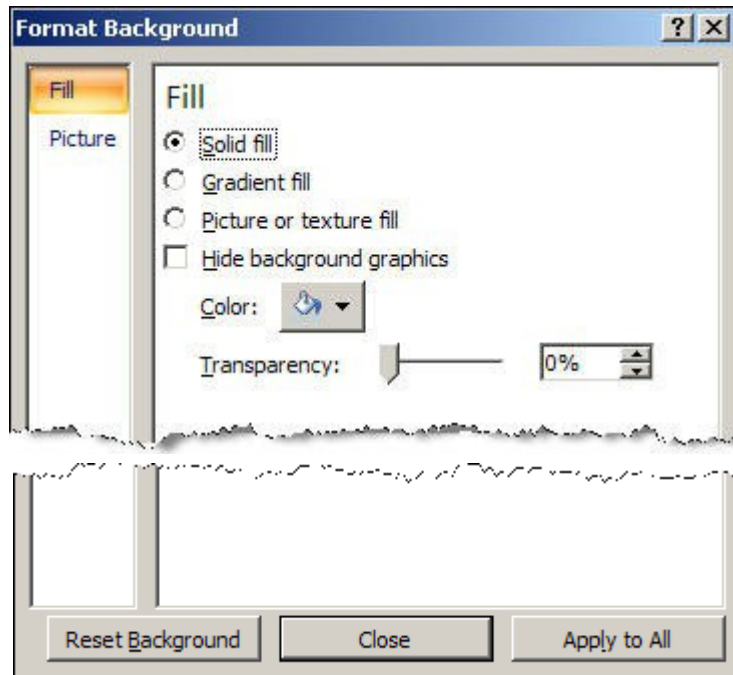 Format Background ? X
Fill
Picture
Fill
Solid fill
Gradient fill
Picture or texture fill
Hide background graphics
Color:
Transparency: 0%
Reset Background Close Apply to All